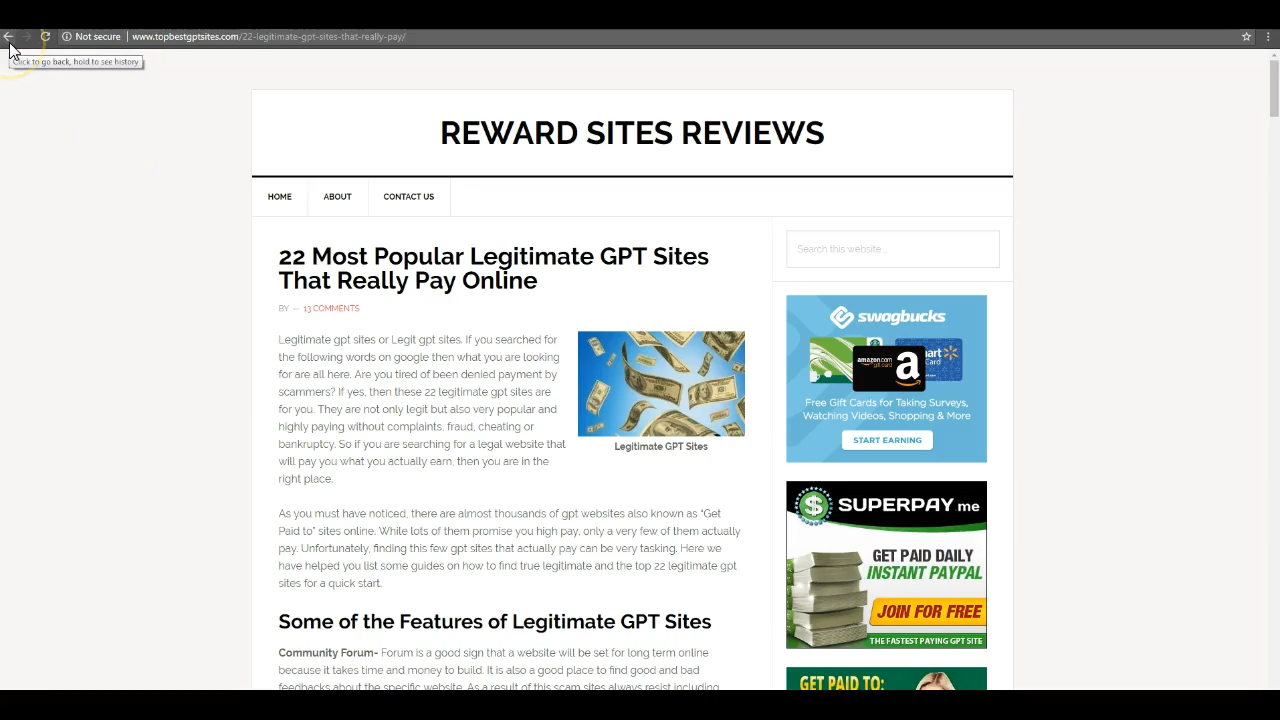 Not secure www.topbestgptsites.com/22-legitimate-gpt-sites-that-really-pay/
Click to go back, hold to see history
REWARD SITES REVIEWS
HOME ABOUT CONTACT US
22 Most Popular Legitimate GPT Sites
That Really Pay Online
BY — 13 COMMENTS
Legitimate gpt sites or Legit gpt sites. If you searched for
the following words on google then what you are looking
for are all here. Are you tired of been denied payment by
scammers? If yes, then these 22 legitimate gpt sites are
for you. They are not only legit but also very popular and
highly paying without complaints, fraud, cheating or
bankruptcy. So if you are searching for a legal website that
will pay you what you actually earn, then you are in the
right place.
Legitimate GPT Sites
As you must have noticed, there are almost thousands of gpt websites also known as “Get
Paid to” sites online. While lots of them promise you high pay, only a very few of them actually
pay. Unfortunately, finding this few gpt sites that actually pay can be very tasking. Here we
have helped you list some guides on how to find true legitimate and the top 22 legitimate gpt
sites for a quick start.
Some of the Features of Legitimate GPT Sites
Community Forum- Forum is a good sign that a website will be set for long term online
because it takes time and money to build. It is also a good place to find good and bad
feedbacks about the specific website. As a result of this scam sites always resist including
Search this website...
swagbucks
amazon.com
gift card
a
Free Gift Cards for Taking Surveys,
Watching Videos, Shopping & More
START EARNING
SUPERPAY.me
GET PAID DAILY
INSTANT PAYPAL
JOIN FOR FREE
THE FASTEST PAYING GPT SITE
GET PAID TO: